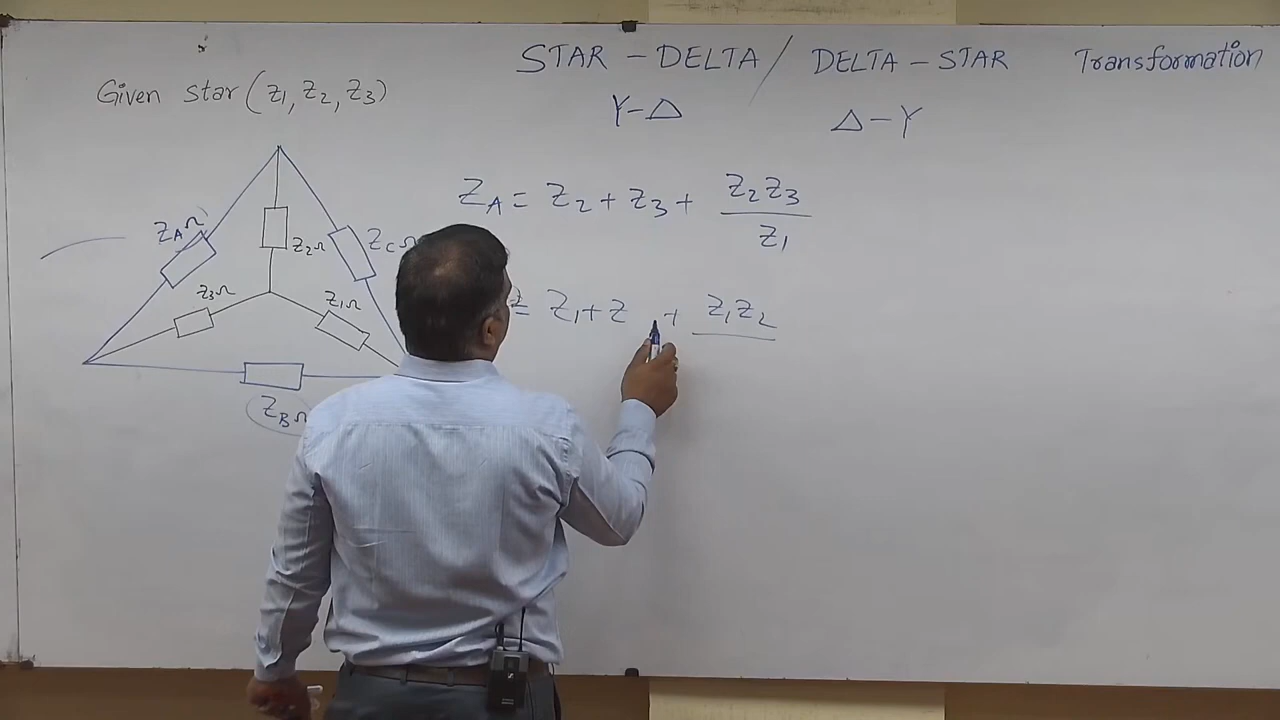 STAR - DELTA / DELTA - STAR Transformation
Y-Δ Δ-Y
Given star (Z1, Z2, Z3)
ZA = Z2 + Z3 + Z2Z3 / Z1
ZAΩ
Z2Ω
ZCΩ
Z3Ω
Z1Ω
ZBΩ
= Z1 + Z + Z1Z2